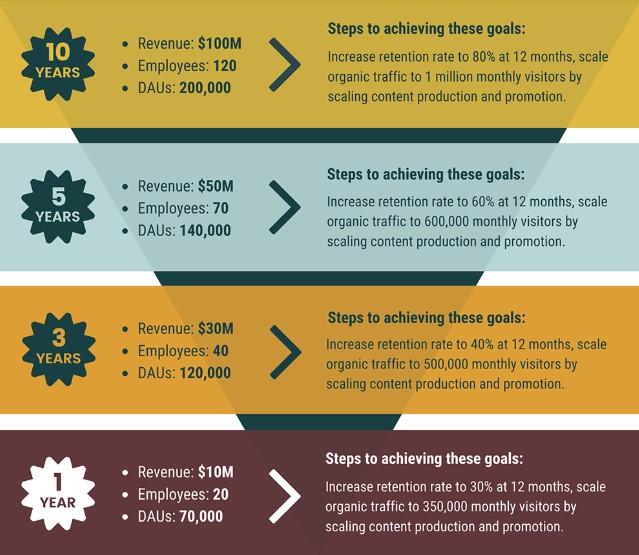 10
YEARS
• Revenue: $100M
• Employees: 120
• DAUs: 200,000
Steps to achieving these goals:
Increase retention rate to 80% at 12 months, scale
organic traffic to 1 million monthly visitors by
scaling content production and promotion.
5
YEARS
• Revenue: $50M
• Employees: 70
• DAUs: 140,000
Steps to achieving these goals:
Increase retention rate to 60% at 12 months, scale
organic traffic to 600,000 monthly visitors by
scaling content production and promotion.
3
YEARS
• Revenue: $30M
• Employees: 40
• DAUs: 120,000
Steps to achieving these goals:
Increase retention rate to 40% at 12 months, scale
organic traffic to 500,000 monthly visitors by
scaling content production and promotion.
1
YEAR
• Revenue: $10M
• Employees: 20
• DAUs: 70,000
Steps to achieving these goals:
Increase retention rate to 30% at 12 months, scale
organic traffic to 350,000 monthly visitors by
scaling content production and promotion.